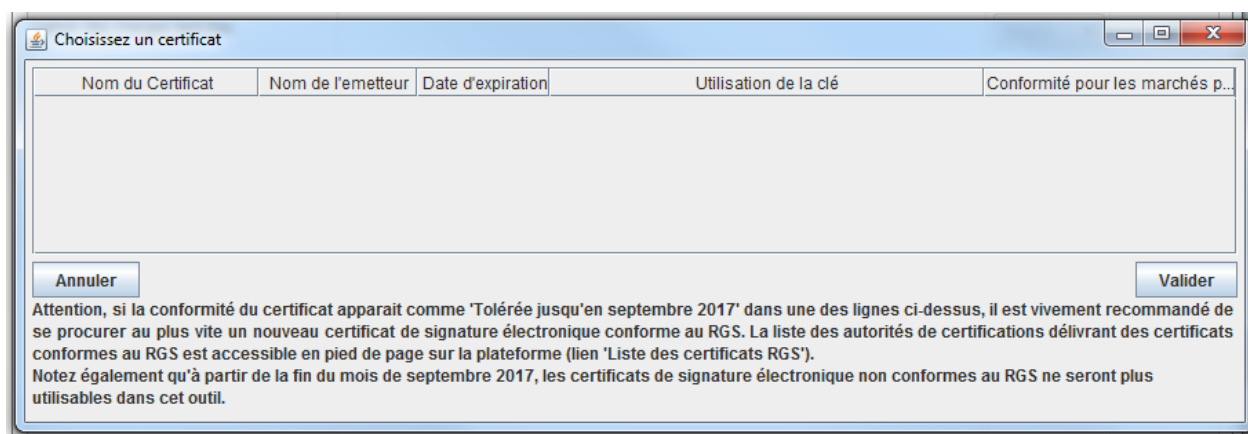 Choisissez un certificat
Nom du Certificat Nom de l'emetteur Date d'expiration Utilisation de la clé Conformité pour les marchés p...
Annuler Valider
Attention, si la conformité du certificat apparait comme 'Tolérée jusqu'en septembre 2017' dans une des lignes ci-dessus, il est vivement recommandé de
se procurer au plus vite un nouveau certificat de signature électronique conforme au RGS. La liste des autorités de certifications délivrant des certificats
conformes au RGS est accessible en pied de page sur la plateforme (lien 'Liste des certificats RGS').
Notez également qu'à partir de la fin du mois de septembre 2017, les certificats de signature électronique non conformes au RGS ne seront plus
utilisables dans cet outil.